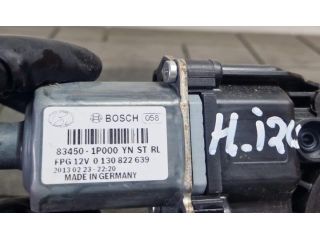 BOSCH 058
83450 - 1P000 YN ST RL
FPG 12V 0 130 822 639
2013 02 23 - 22:20
MADE IN GERMANY
H.i20